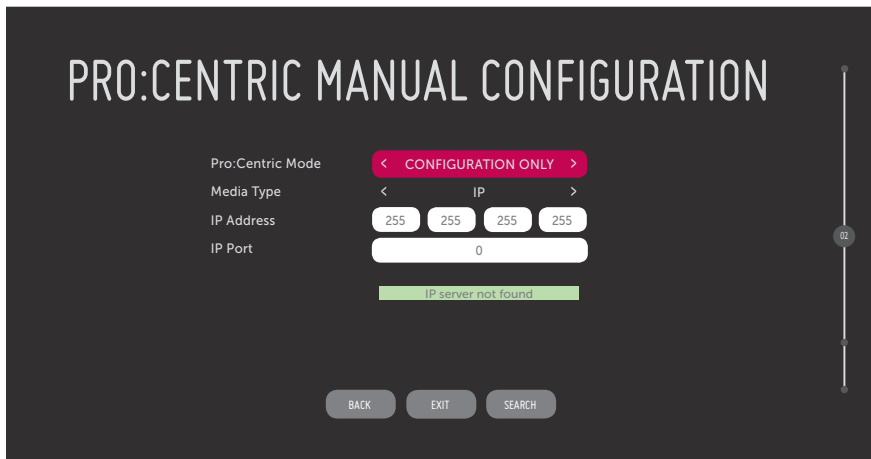 PRO:CENTRIC MANUAL CONFIGURATION
Pro:Centric Mode < CONFIGURATION ONLY >
Media Type < IP >
IP Address 255 255 255 255
IP Port 0
02
IP server not found
BACK EXIT SEARCH